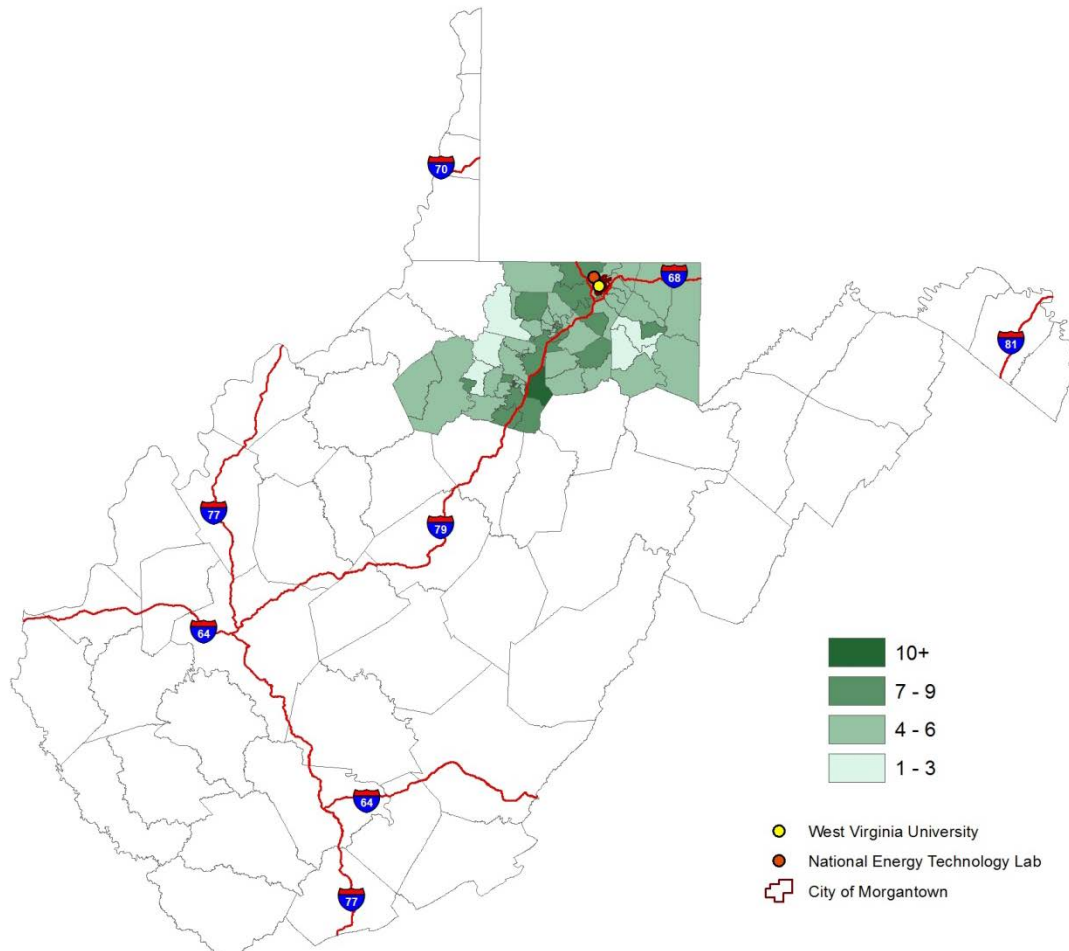 70
68
81
77
79
64
64
77
10+
7 - 9
4 - 6
1 - 3
West Virginia University
National Energy Technology Lab
City of Morgantown